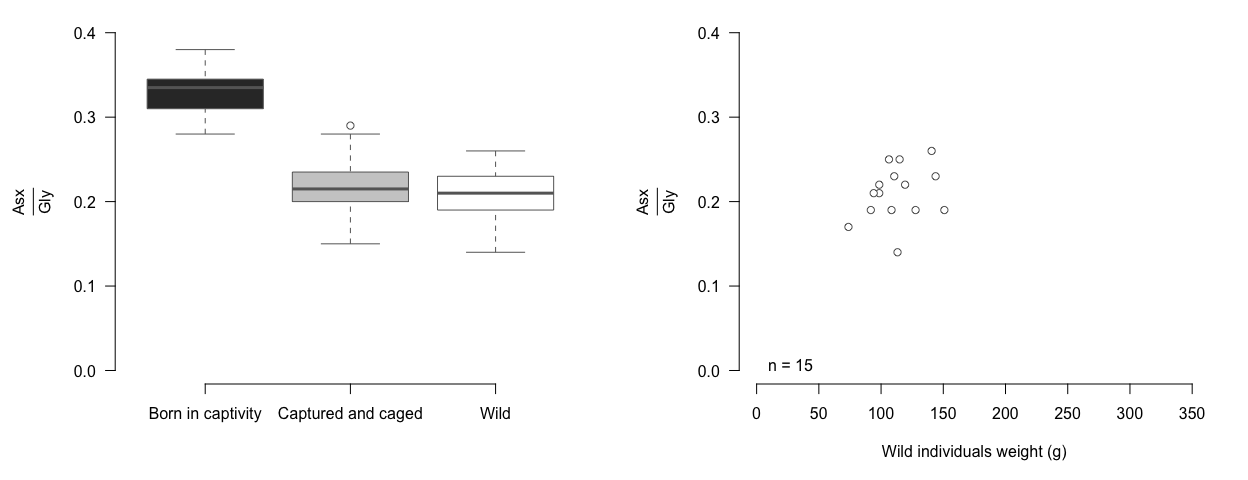 0.4
0.3
0.2
0.1
0.0
Asx
Gly
Born in captivity Captured and caged Wild
0.4
0.3
0.2
0.1
0.0
Asx
Gly
n = 15
0 50 100 150 200 250 300 350
Wild individuals weight (g)